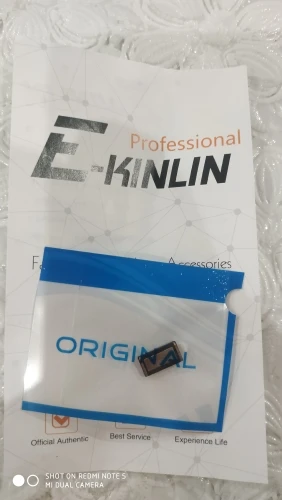 Professional
E-KINLIN
Accessories
ORIGINAL
Official Authentic
Best Service
Experience Life
SHOT ON REDMI NOTE 5
MI DUAL CAMERA